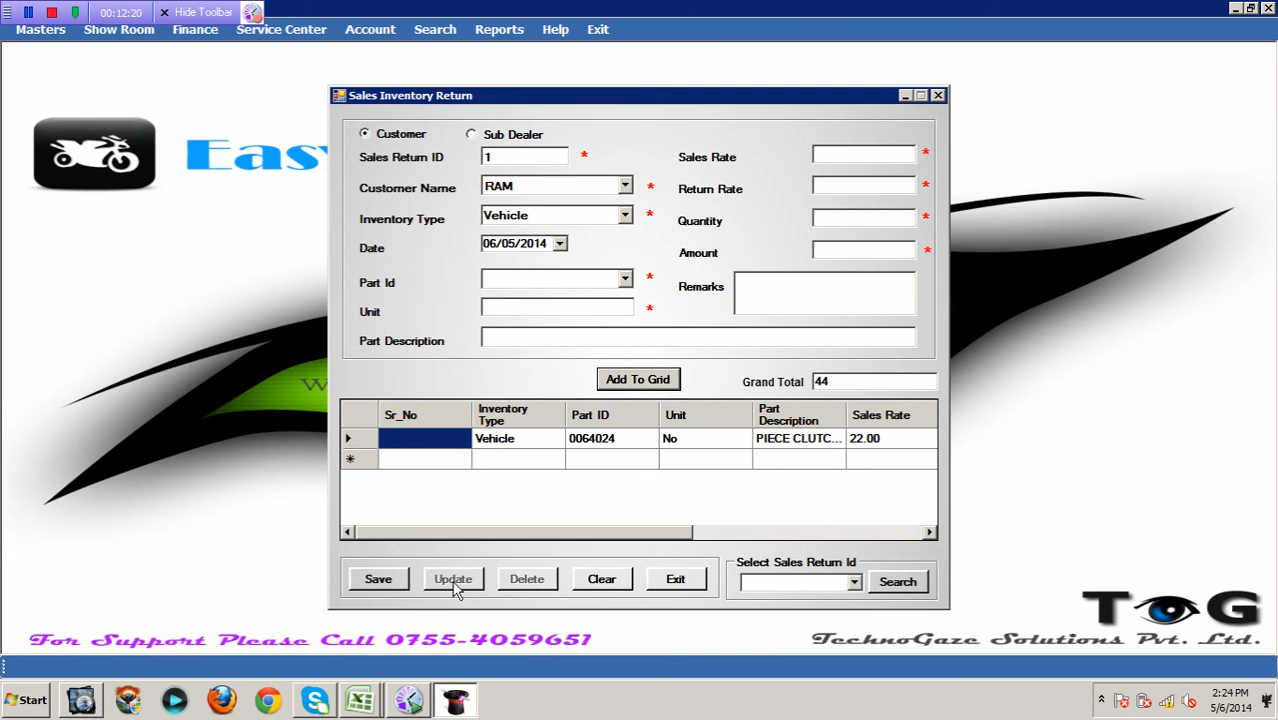 00:12:20 Hide Toolbar
Masters Show Room Finance Service Center Account Search Reports Help Exit
Sales Inventory Return
Customer Sub Dealer
Sales Return ID 1 * Sales Rate *
Customer Name RAM * Return Rate *
Inventory Type Vehicle * Quantity *
Date 06/05/2014 Amount *
Part Id * Remarks
Unit *
Part Description
Add To Grid Grand Total 44
Sr_No Inventory Type Part ID Unit Part Description Sales Rate
Vehicle 0064024 No PIECE CLUTC... 22.00
*
Select Sales Return Id
Save Update Delete Clear Exit Search
Eas
W
T G
For Support Please Call 0755-4059651 TechnoGaze Solutions Pvt. Ltd.
Start 2:24 PM
5/6/2014